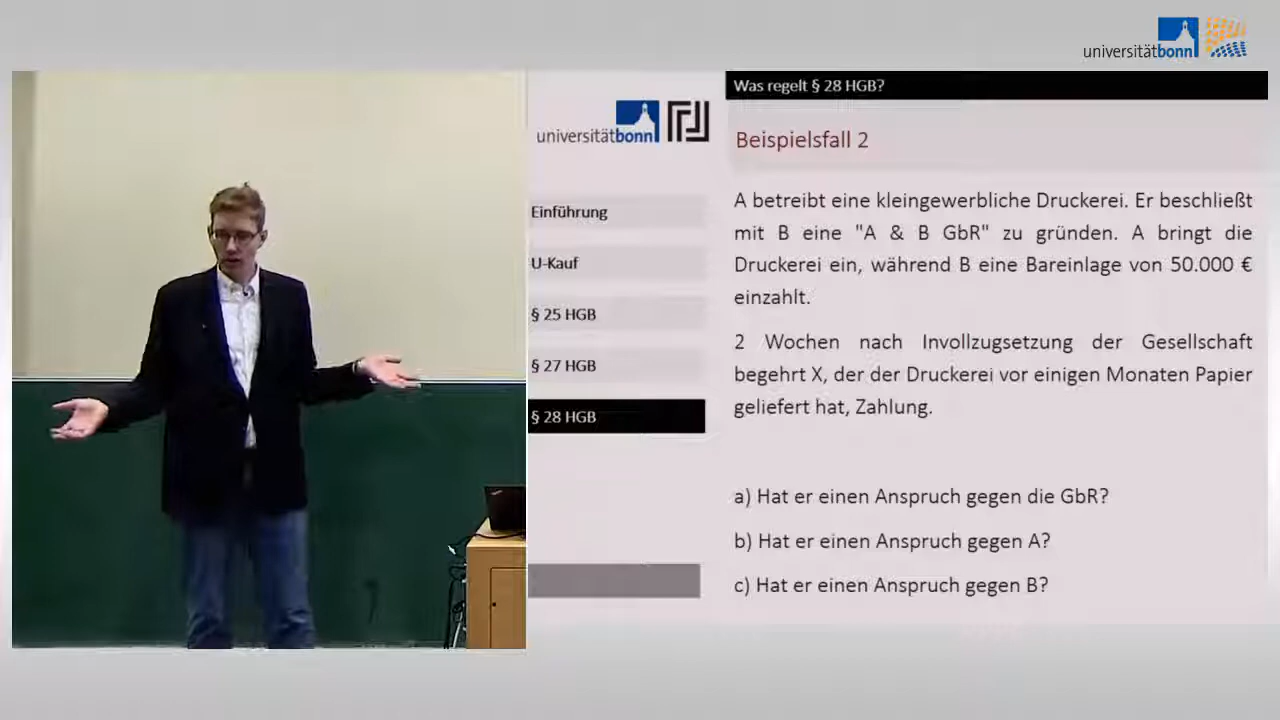 universitätbonn
Was regelt § 28 HGB?
universitätbonn
Beispielsfall 2
Einführung
U-Kauf
§ 25 HGB
§ 27 HGB
§ 28 HGB
A betreibt eine kleingewerbliche Druckerei. Er beschließt
mit B eine "A & B GbR" zu gründen. A bringt die
Druckerei ein, während B eine Bareinlage von 50.000 €
einzahlt.
2 Wochen nach Invollzugsetzung der Gesellschaft
begehrt X, der der Druckerei vor einigen Monaten Papier
geliefert hat, Zahlung.
a) Hat er einen Anspruch gegen die GbR?
b) Hat er einen Anspruch gegen A?
c) Hat er einen Anspruch gegen B?